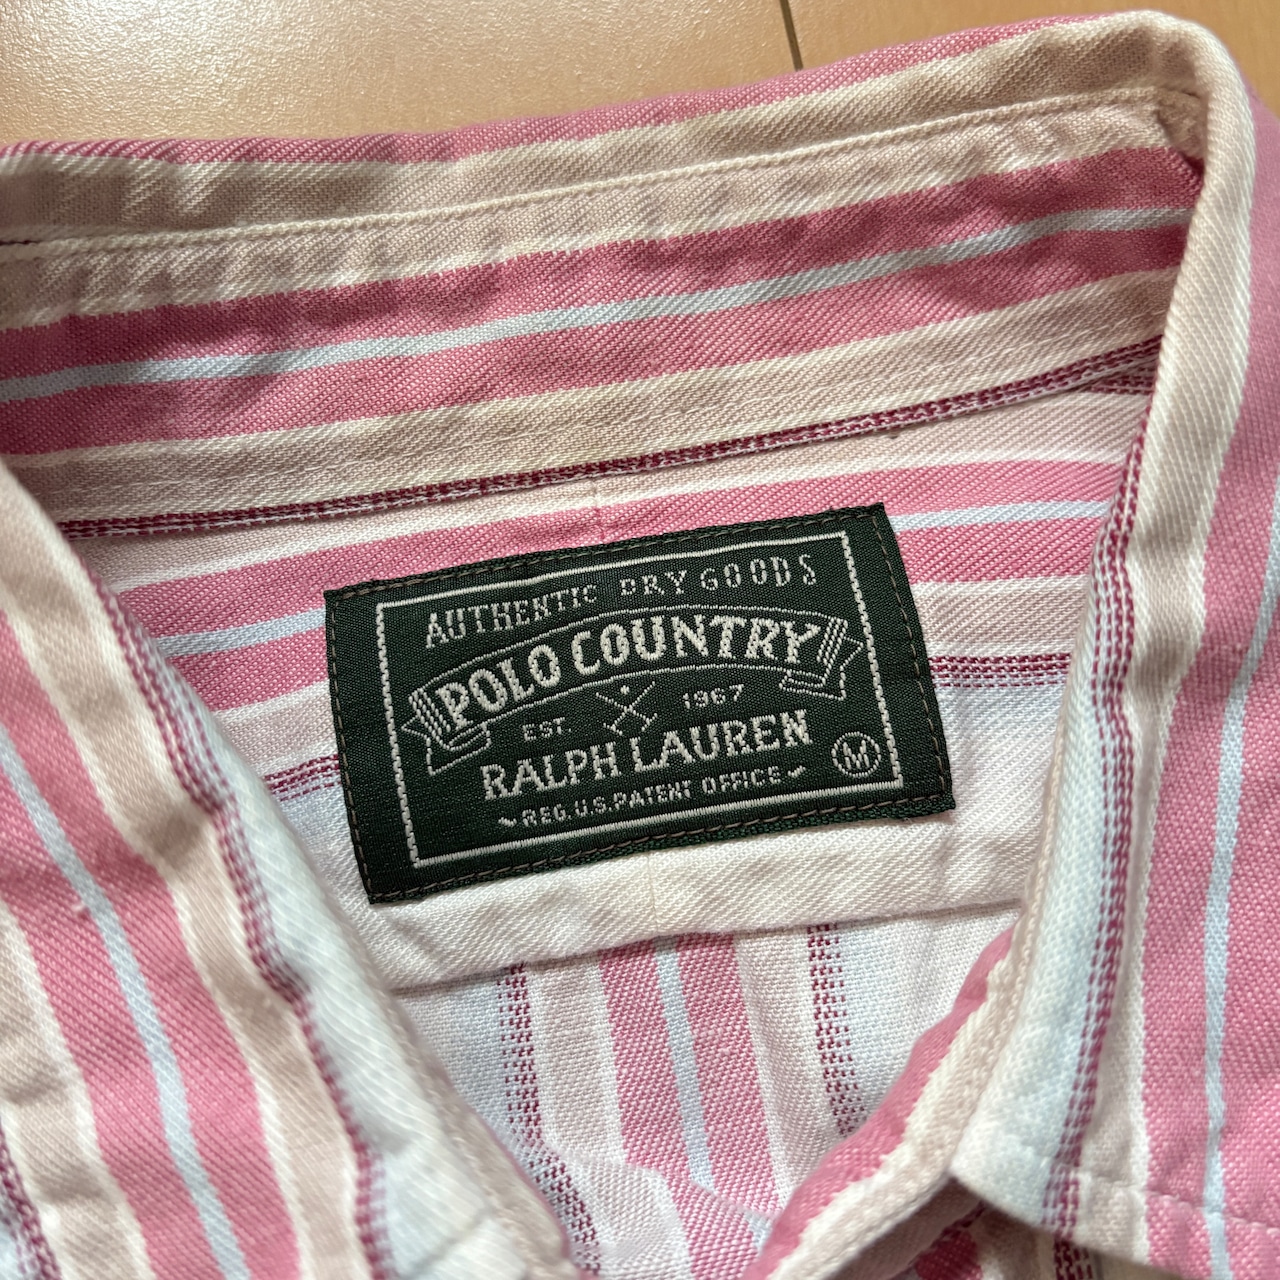 AUTHENTIC DRY GOODS
POLO COUNTRY
EST. 1967
RALPH LAUREN
REG. U.S. PATENT OFFICE
M